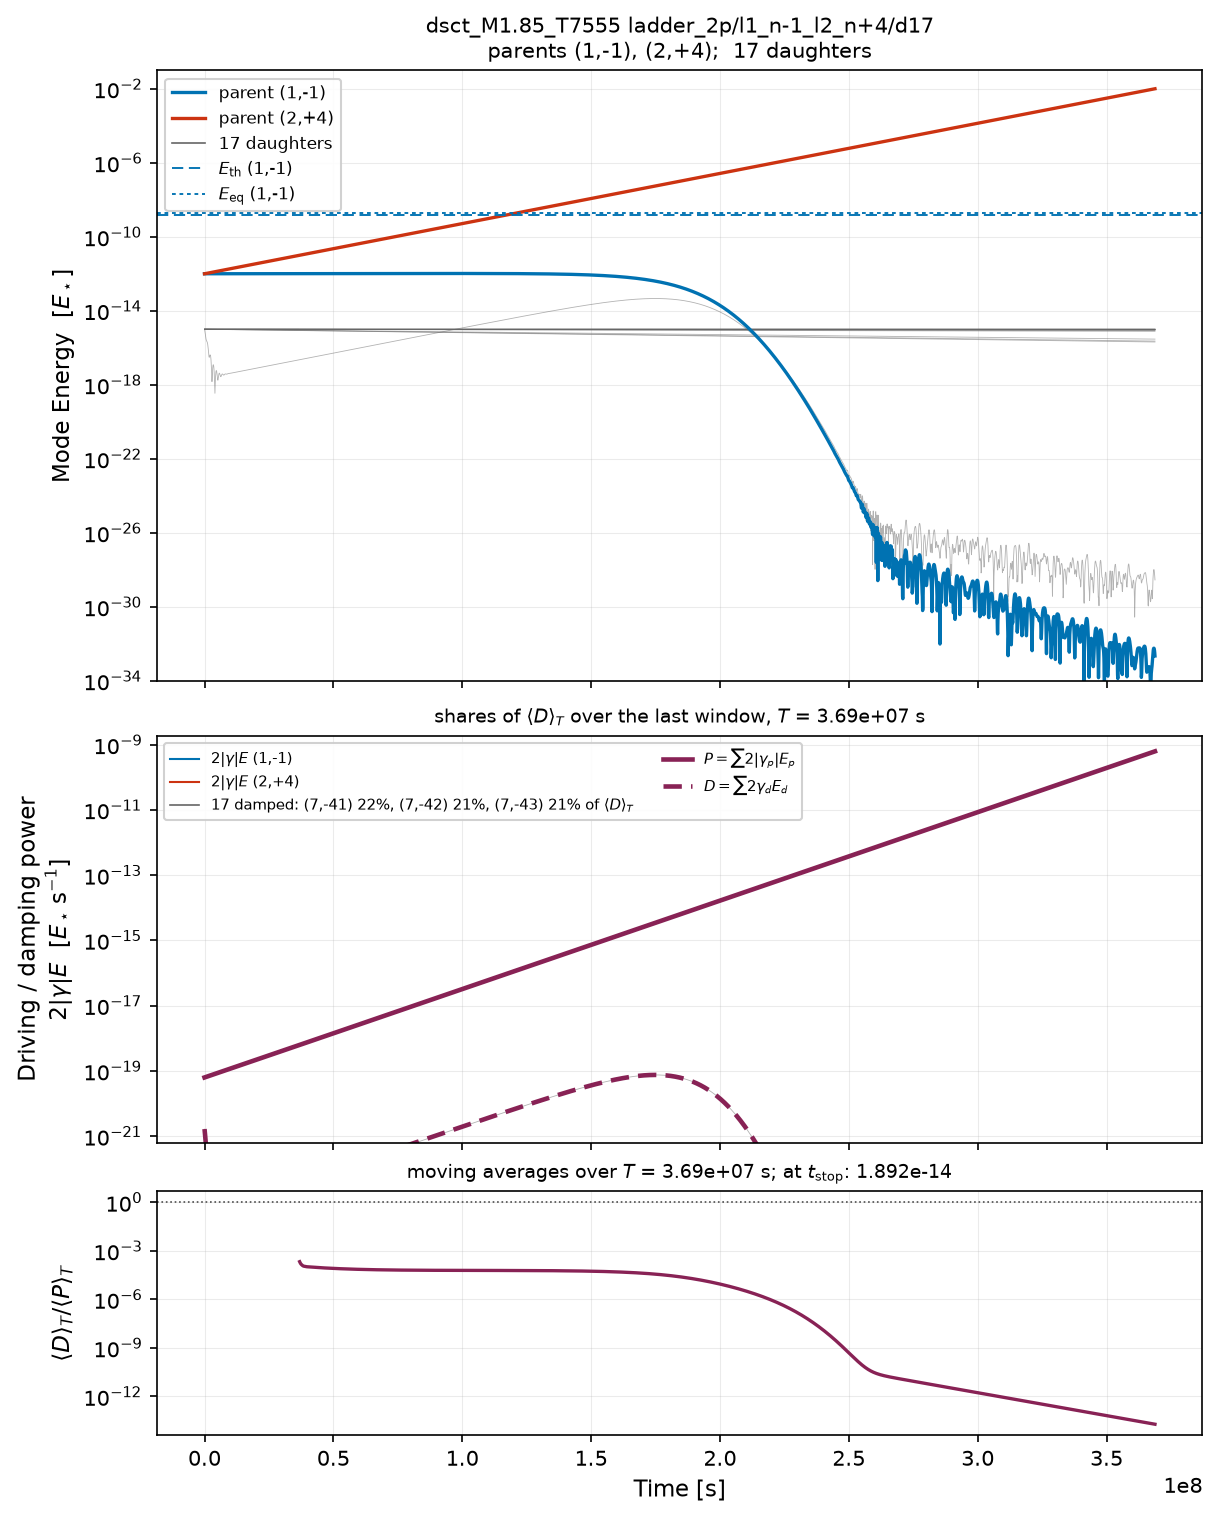 dsct_M1.85_T7555 ladder_2p/l1_n-1_l2_n+4/d17
parents (1,-1), (2,+4);  17 daughters
Mode Energy  [E⋆]
10⁻²
10⁻⁶
10⁻¹⁰
10⁻¹⁴
10⁻¹⁸
10⁻²²
10⁻²⁶
10⁻³⁰
10⁻³⁴
parent (1,-1)
parent (2,+4)
17 daughters
E_th (1,-1)
E_eq (1,-1)
shares of ⟨D⟩_T over the last window, T = 3.69e+07 s
Driving / damping power
2|γ|E  [E⋆ s⁻¹]
10⁻⁹
10⁻¹¹
10⁻¹³
10⁻¹⁵
10⁻¹⁷
10⁻¹⁹
10⁻²¹
2|γ|E (1,-1)
2|γ|E (2,+4)
17 damped: (7,-41) 22%, (7,-42) 21%, (7,-43) 21% of ⟨D⟩_T
P = ∑2|γ_p|E_p
D = ∑2γ_d E_d
moving averages over T = 3.69e+07 s; at t_stop: 1.892e-14
⟨D⟩_T/⟨P⟩_T
10⁰
10⁻³
10⁻⁶
10⁻⁹
10⁻¹²
0.0 0.5 1.0 1.5 2.0 2.5 3.0 3.5
Time [s]
1e8